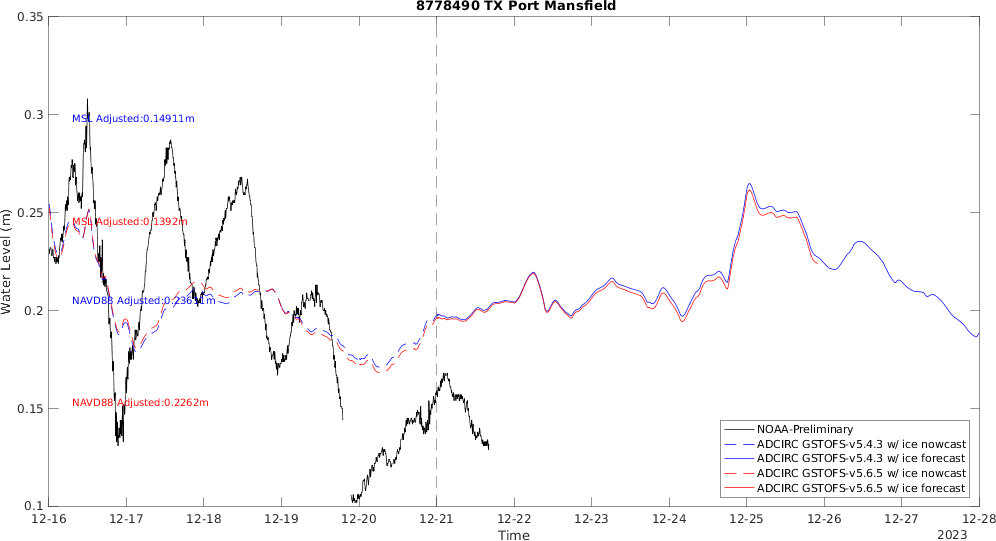 8778490 TX Port Mansfield
Water Level (m)
0.35
0.3
0.25
0.2
0.15
0.1
MSL Adjusted:0.14911m
MSL Adjusted:0.1392m
NAVD88 Adjusted:0.23611m
NAVD88 Adjusted:0.2262m
NOAA-Preliminary
ADCIRC GSTOFS-v5.4.3 w/ ice nowcast
ADCIRC GSTOFS-v5.4.3 w/ ice forecast
ADCIRC GSTOFS-v5.6.5 w/ ice nowcast
ADCIRC GSTOFS-v5.6.5 w/ ice forecast
12-16 12-17 12-18 12-19 12-20 12-21 12-22 12-23 12-24 12-25 12-26 12-27 12-28
Time
2023